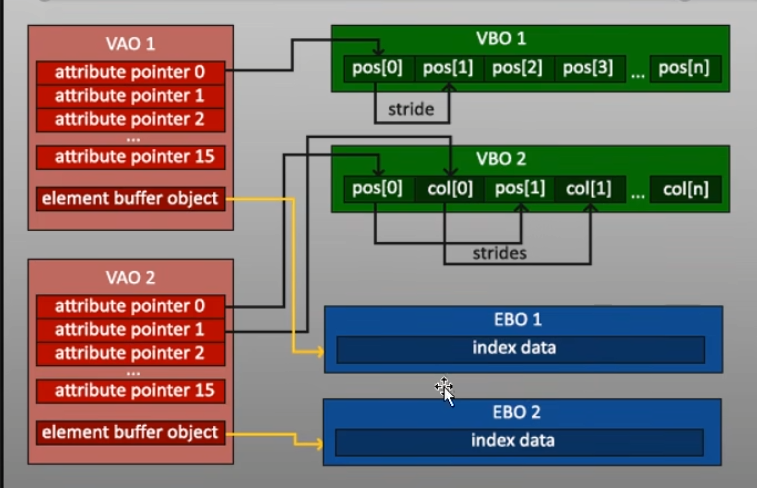 VAO 1
attribute pointer 0
attribute pointer 1
attribute pointer 2
...
attribute pointer 15
element buffer object
VBO 1
pos[0] pos[1] pos[2] pos[3] ... pos[n]
stride
VBO 2
pos[0] col[0] pos[1] col[1] ... col[n]
strides
VAO 2
attribute pointer 0
attribute pointer 1
attribute pointer 2
...
attribute pointer 15
element buffer object
EBO 1
index data
EBO 2
index data